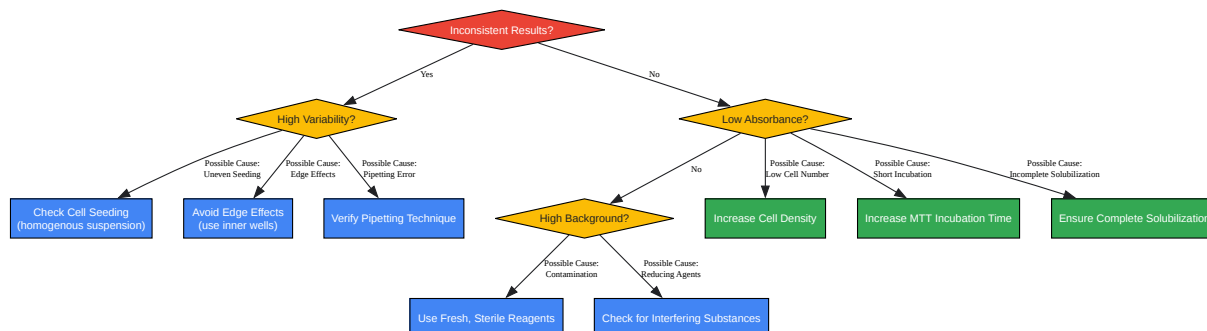 Inconsistent Results?
Yes
No
High Variability?
Low Absorbance?
Possible Cause:
Uneven Seeding
Possible Cause:
Edge Effects
Possible Cause:
Pipetting Error
No
Possible Cause:
Low Cell Number
Possible Cause:
Short Incubation
Possible Cause:
Incomplete Solubilization
Check Cell Seeding
(homogenous suspension)
Avoid Edge Effects
(use inner wells)
Verify Pipetting Technique
High Background?
Increase Cell Density
Increase MTT Incubation Time
Ensure Complete Solubilization
Possible Cause:
Contamination
Possible Cause:
Reducing Agents
Use Fresh, Sterile Reagents
Check for Interfering Substances